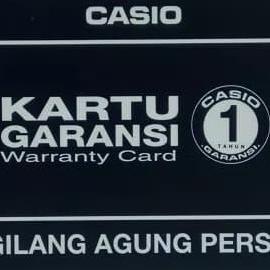 CASIO
KARTU
GARANSI
Warranty Card
CASIO
1
TAHUN
GARANSI
GILANG AGUNG PERS